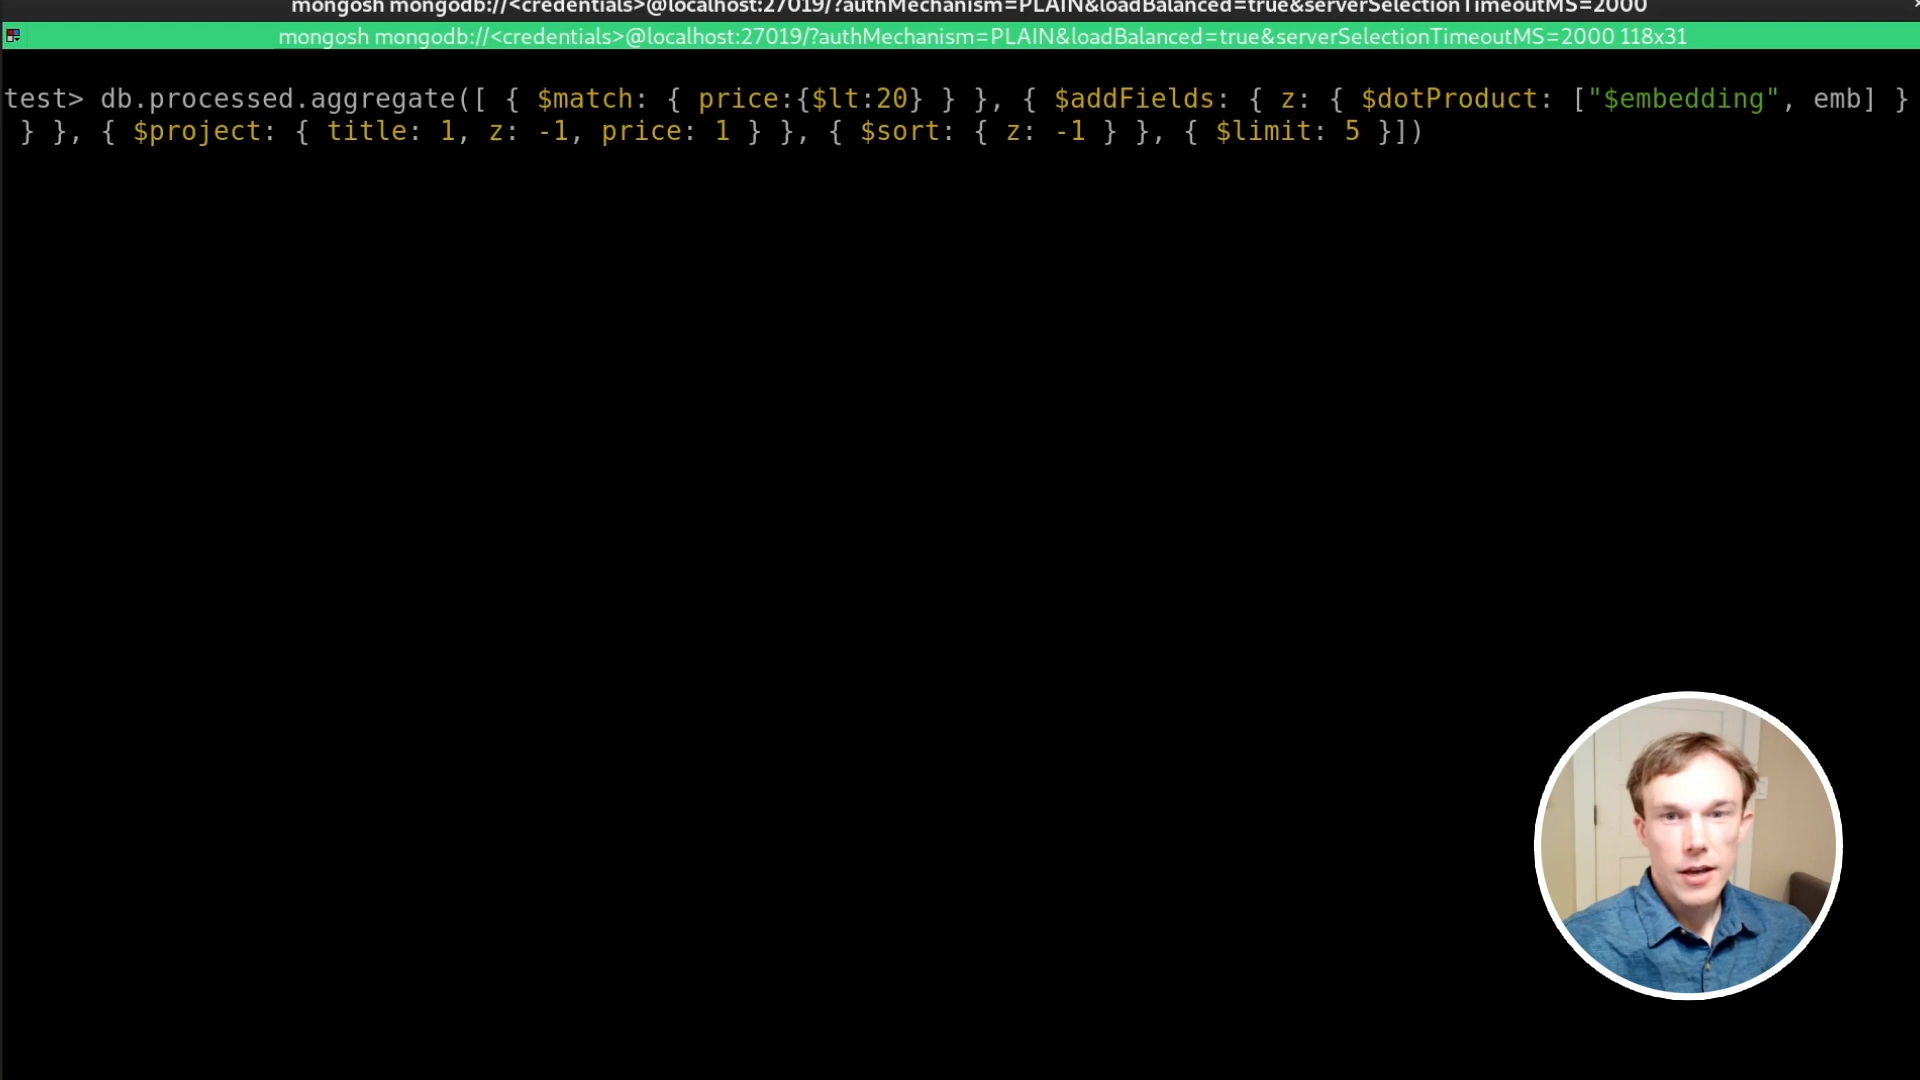 mongosh mongodb://<credentials>@localhost:27019/?authMechanism=PLAIN&loadBalanced=true&serverSelectionTimeoutMS=2000
mongosh mongodb://<credentials>@localhost:27019/?authMechanism=PLAIN&loadBalanced=true&serverSelectionTimeoutMS=2000 118x31
test> db.processed.aggregate([ { $match: { price:{$lt:20} } }, { $addFields: { z: { $dotProduct: ["$embedding", emb] }
} }, { $project: { title: 1, z: -1, price: 1 } }, { $sort: { z: -1 } }, { $limit: 5 }])